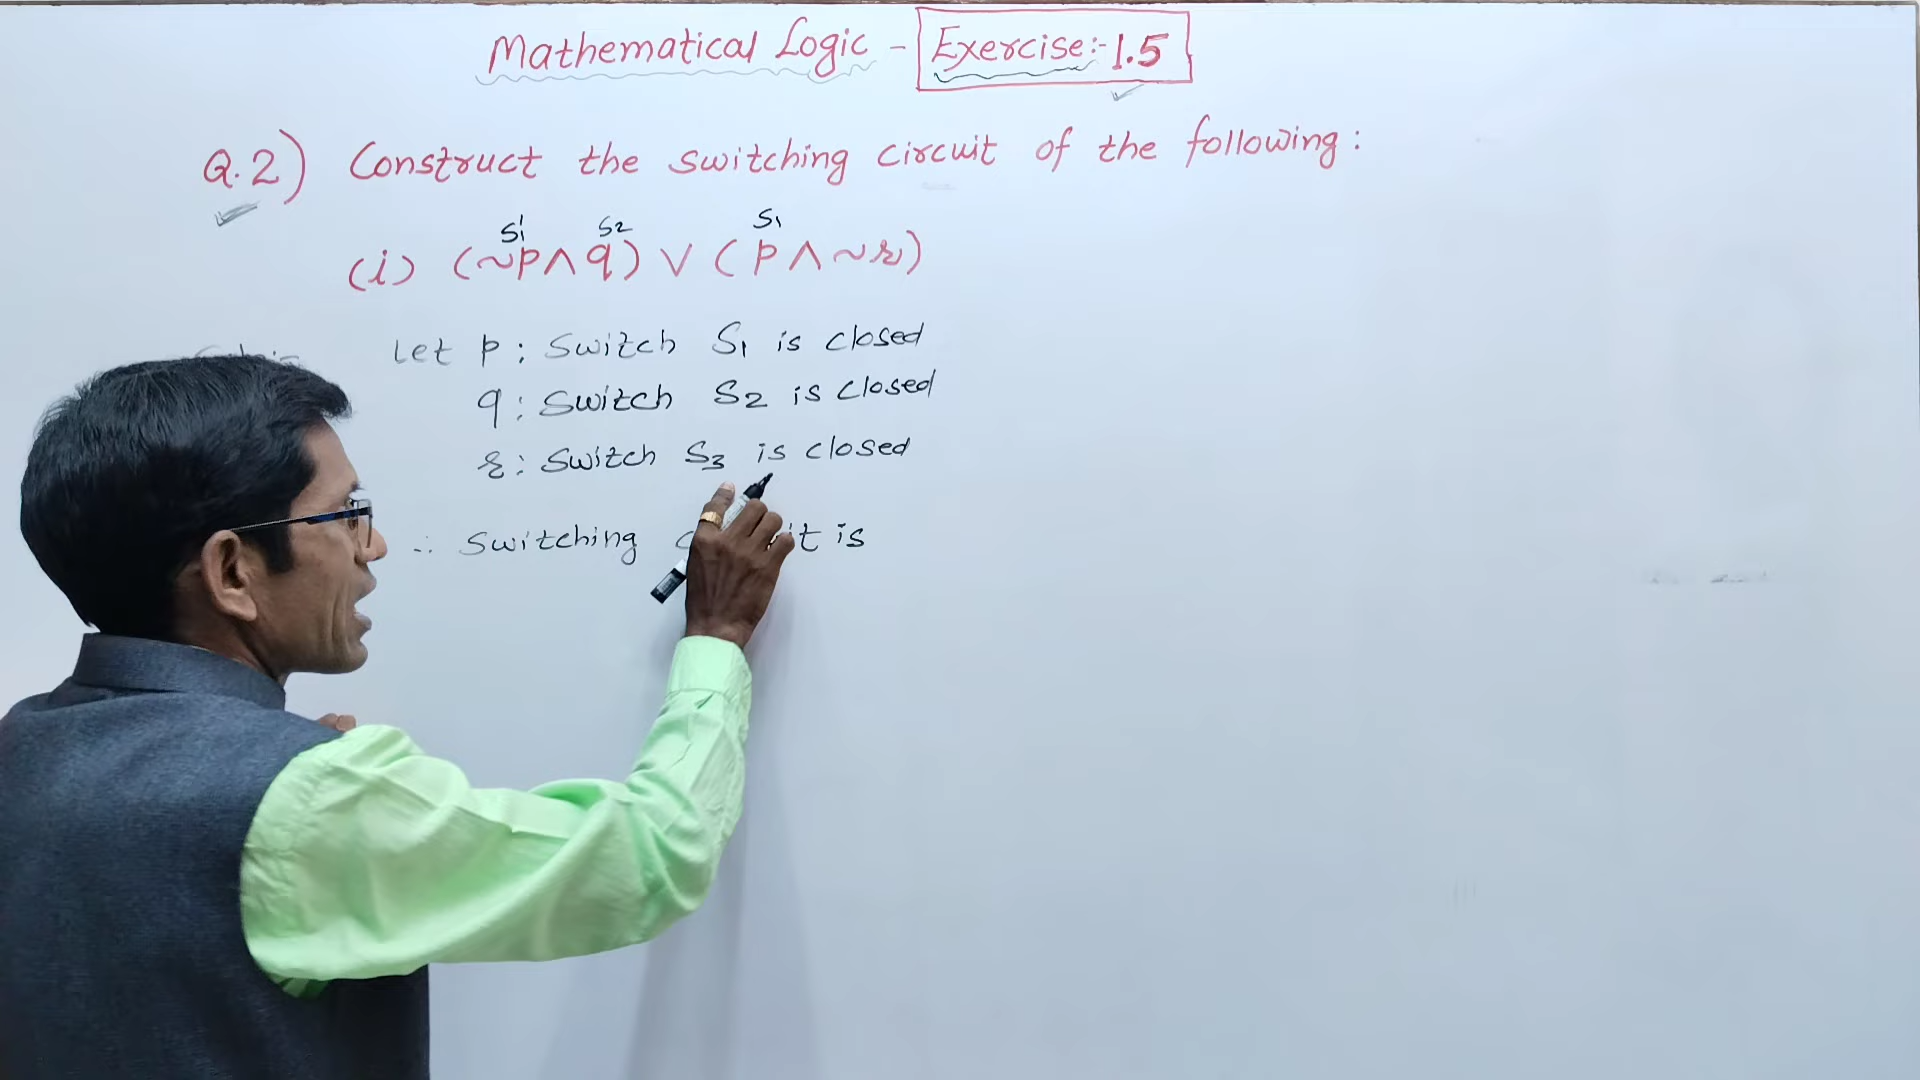 Mathematical Logic - Exercise:- 1.5
Q.2) Construct the switching circuit of the following:
S₁' S₂ S₁
(i) (~p∧q) ∨ (p∧~r)
Let p: Switch S₁ is closed
q: Switch S₂ is closed
r: Switch S₃ is closed
∴ Switching is